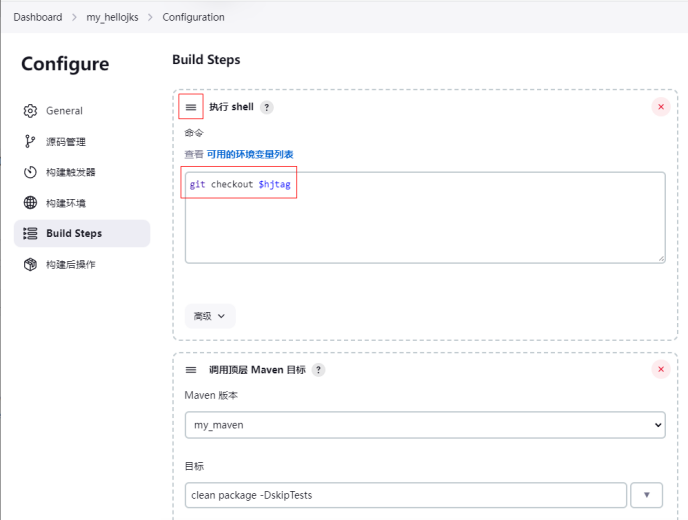 Dashboard > my_hellojks > Configuration
Configure
General
源码管理
构建触发器
构建环境
Build Steps
构建后操作
Build Steps
执行 shell ?
命令
查看 可用的环境变量列表
git checkout $hjtag
高级
调用顶层 Maven 目标 ?
Maven 版本
my_maven
目标
clean package -DskipTests